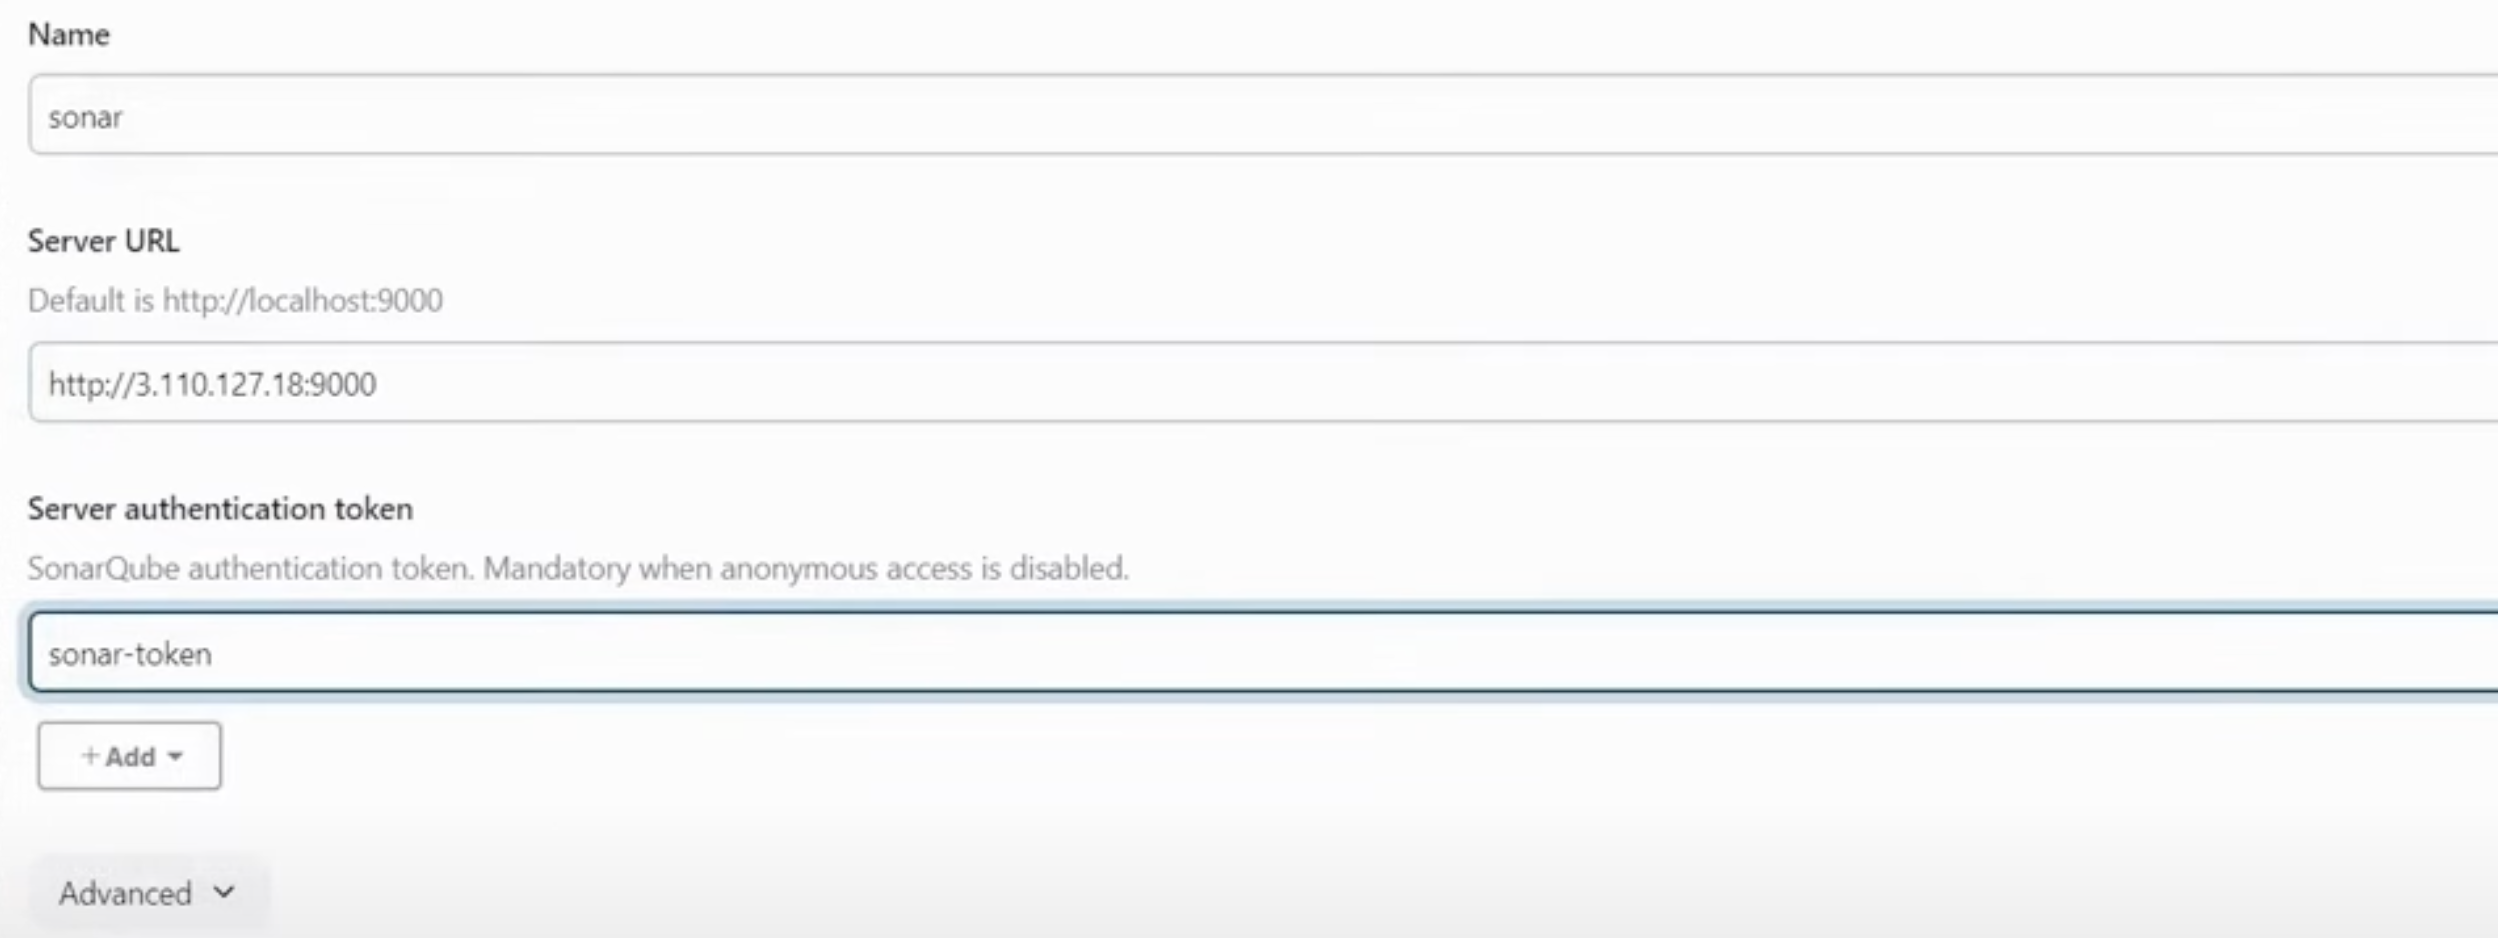 Name
sonar
Server URL
Default is http://localhost:9000
http://3.110.127.18:9000
Server authentication token
SonarQube authentication token. Mandatory when anonymous access is disabled.
sonar-token
+ Add
Advanced